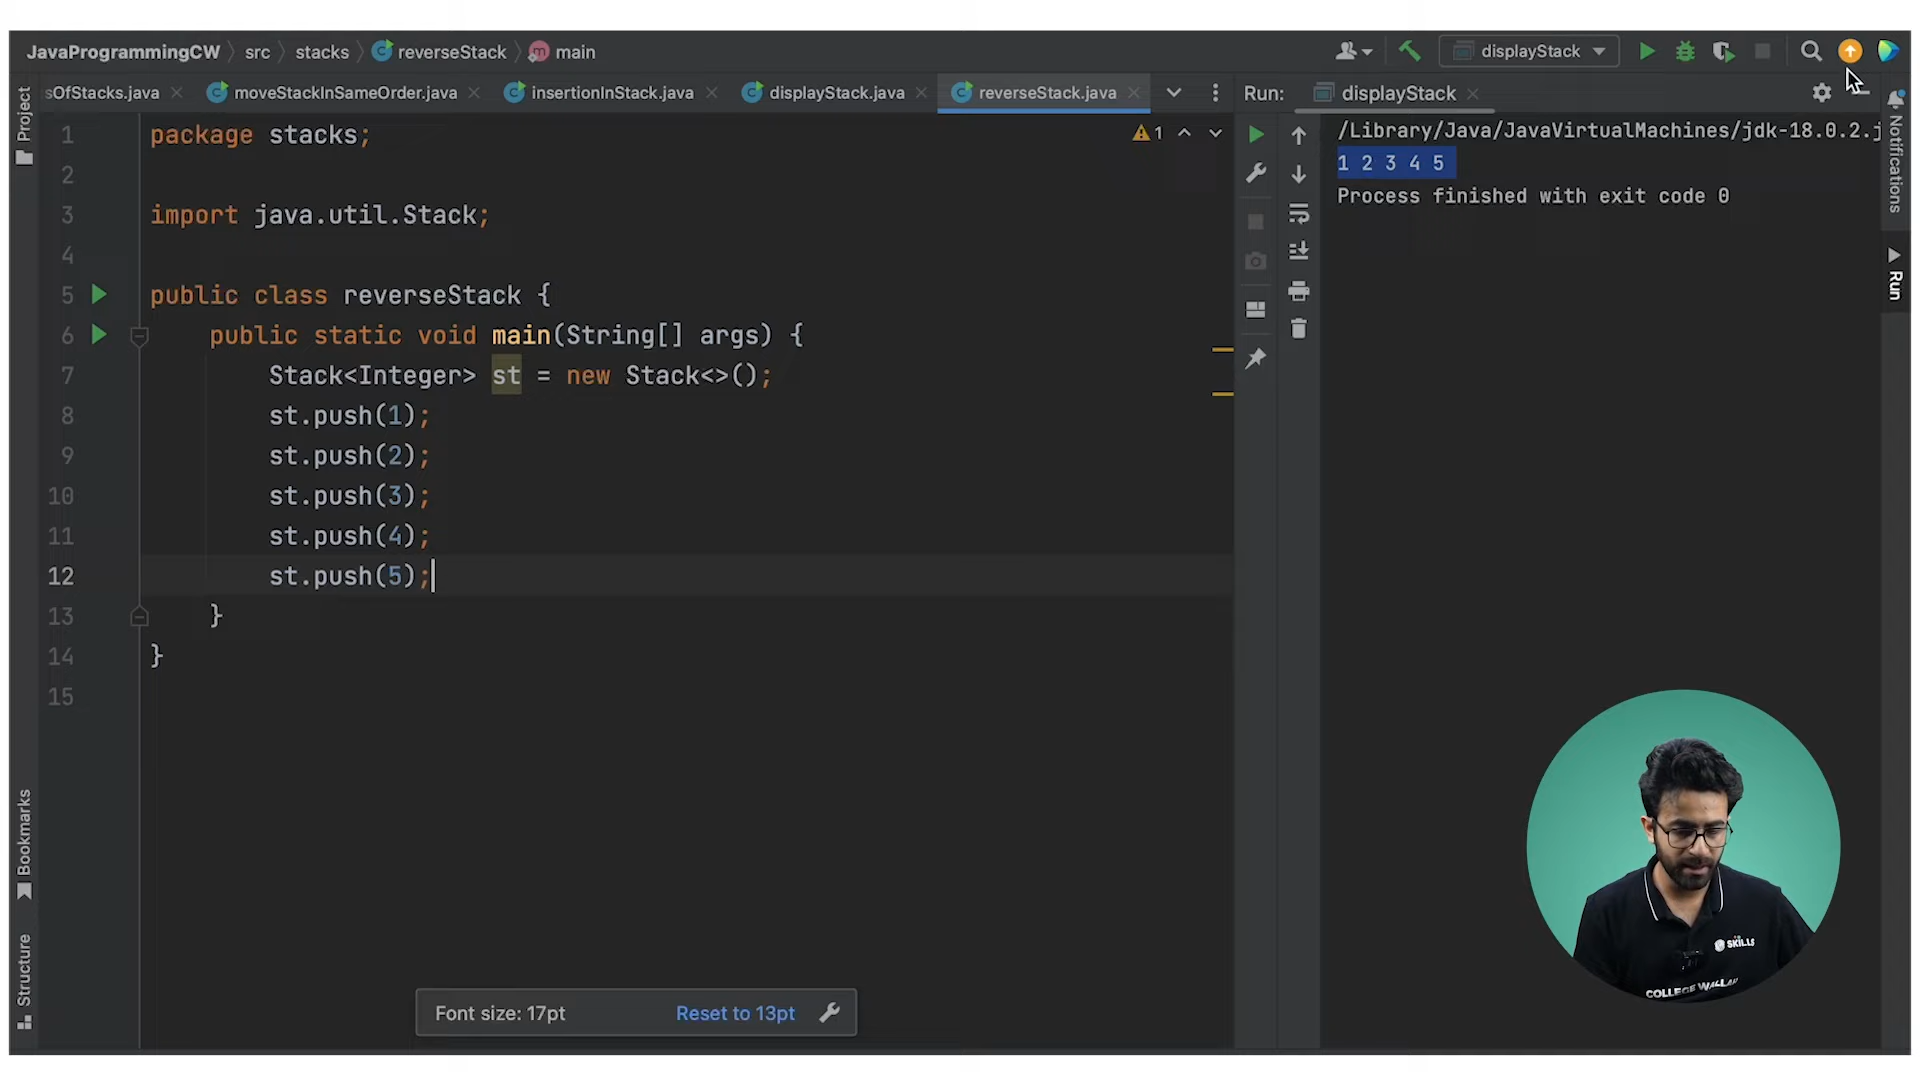 JavaProgrammingCW src stacks reverseStack main
displayStack
sOfStacks.java moveStackInSameOrder.java insertionInStack.java displayStack.java reverseStack.java
Run: displayStack
Project
Bookmarks
Structure
1 package stacks;
2
3 import java.util.Stack;
4
5 public class reverseStack {
6 public static void main(String[] args) {
7 Stack<Integer> st = new Stack<>();
8 st.push(1);
9 st.push(2);
10 st.push(3);
11 st.push(4);
12 st.push(5);
13 }
14 }
15
1
/Library/Java/JavaVirtualMachines/jdk-18.0.2.j
1 2 3 4 5
Process finished with exit code 0
Notifications
Run
Font size: 17pt Reset to 13pt
SKILLS
COLLEGE WALLAH